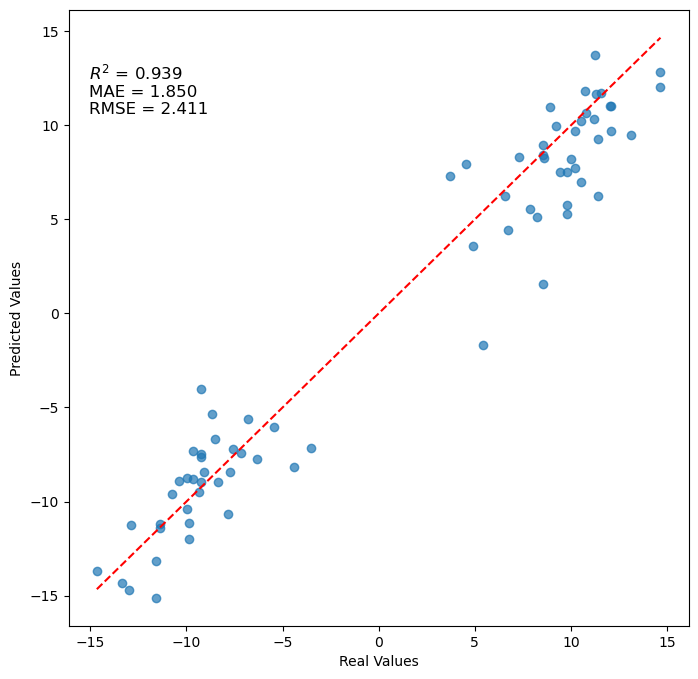 R² = 0.939
MAE = 1.850
RMSE = 2.411
15
10
5
0
−5
−10
−15
Predicted Values
−15 −10 −5 0 5 10 15
Real Values